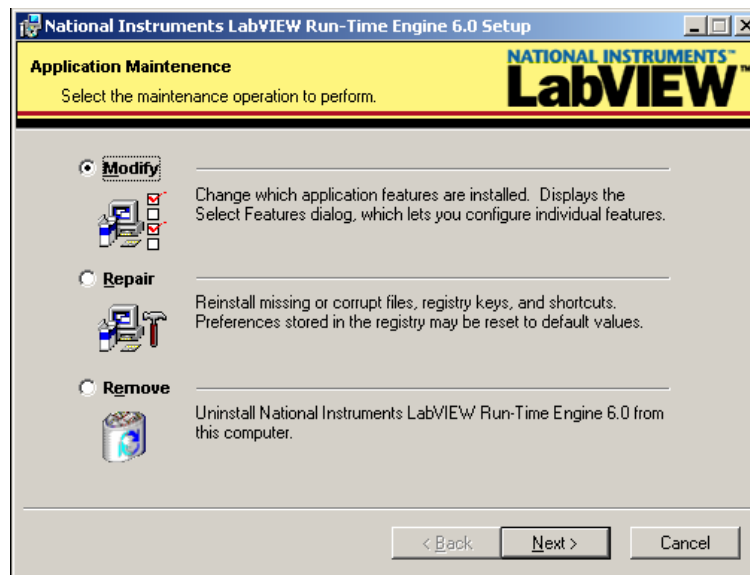 National Instruments LabVIEW Run-Time Engine 6.0 Setup
Application Maintenence
Select the maintenance operation to perform.
NATIONAL INSTRUMENTS™
LabVIEW™
Modify
Change which application features are installed. Displays the
Select Features dialog, which lets you configure individual features.
Repair
Reinstall missing or corrupt files, registry keys, and shortcuts.
Preferences stored in the registry may be reset to default values.
Remove
Uninstall National Instruments LabVIEW Run-Time Engine 6.0 from
this computer.
< Back
Next >
Cancel